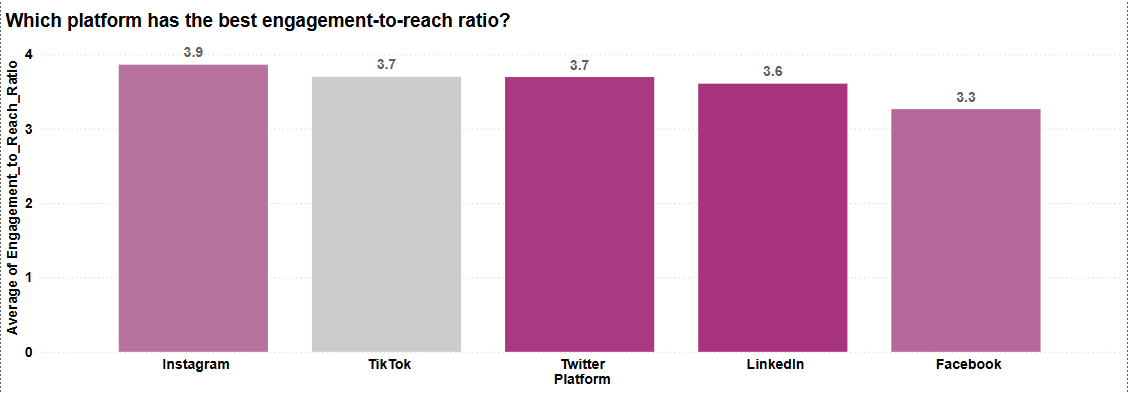 Which platform has the best engagement-to-reach ratio?
Average of Engagement_to_Reach_Ratio
4
3
2
1
0
3.9
3.7
3.7
3.6
3.3
Instagram
TikTok
Twitter
LinkedIn
Facebook
Platform